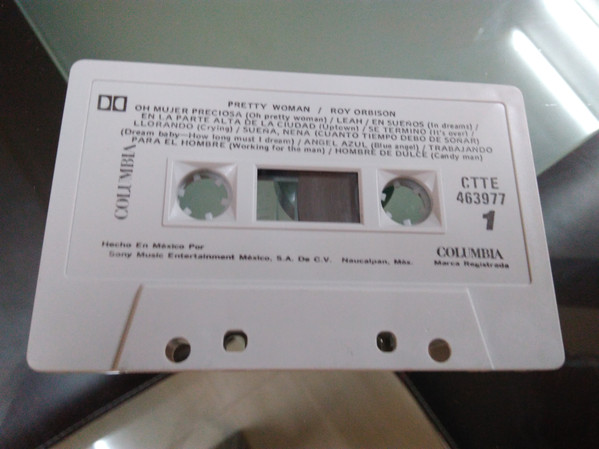 PRETTY WOMAN / ROY ORBISON
OH MUJER PRECIOSA (Oh pretty woman) / LEAH / EN SUEÑOS (In dreams) /
EN LA PARTE ALTA DE LA CIUDAD (Uptown) / SE TERMINO (It's over) /
LLORANDO (Crying) / SUEÑA, NENA (CUANTO TIEMPO DEBO DE SOÑAR)
(Dream baby—How long must I dream) / ANGEL AZUL (Blue angel) / TRABAJANDO
PARA EL HOMBRE (Working for the man) / HOMBRE DE DULCE (Candy man)
COLUMBIA
CTTE
463977
1
Hecho En México Por
Sony Music Entertainment México, S.A. De C.V. Naucalpan, Méx.
COLUMBIA
Marca Registrada